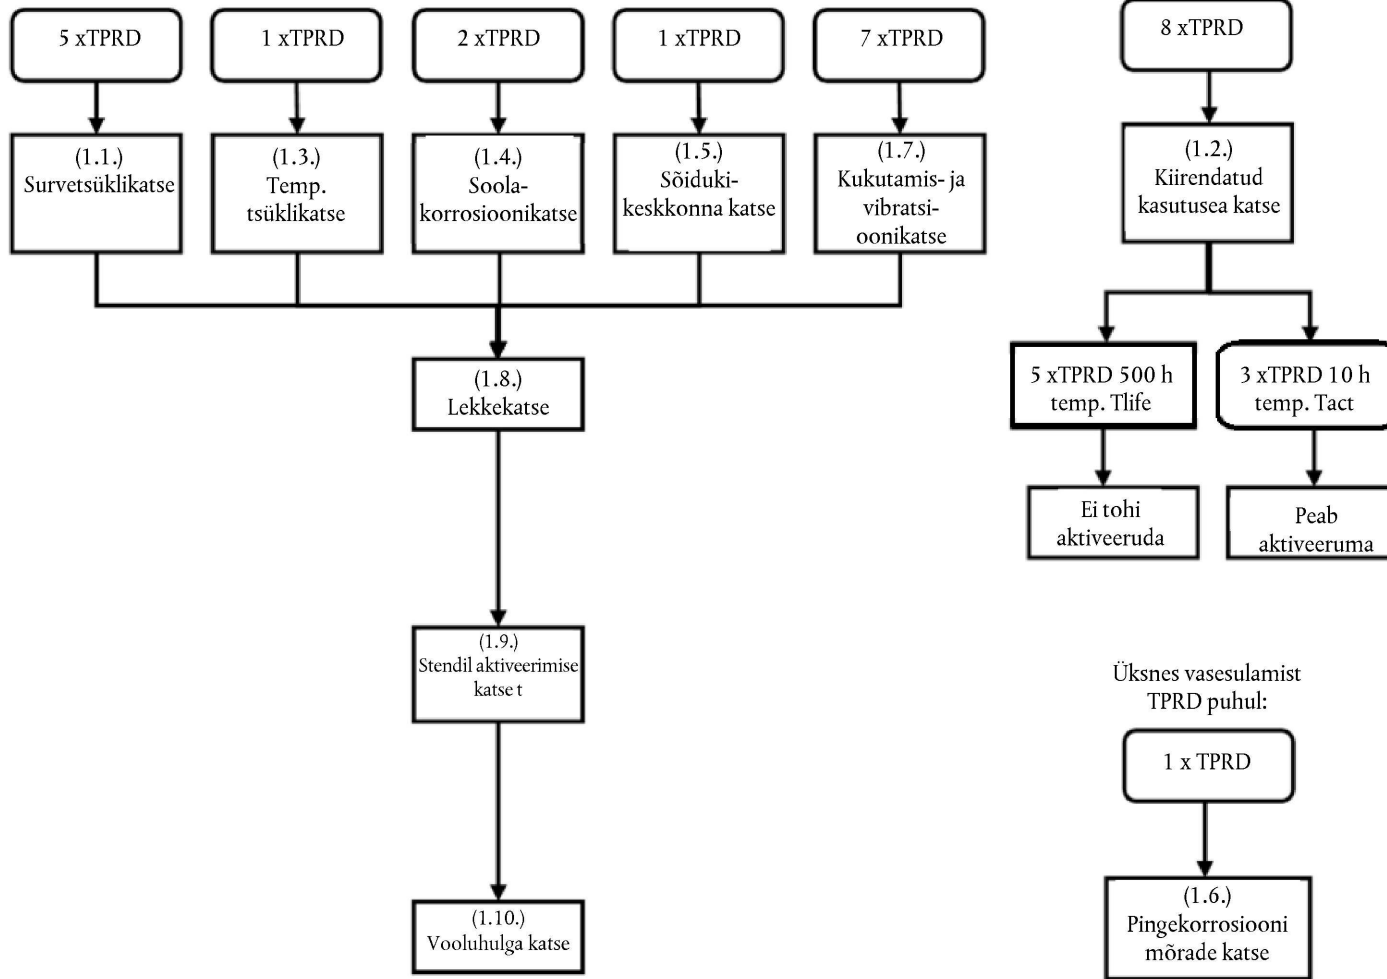 5 xTPRD
1 xTPRD
2 xTPRD
1 xTPRD
7 xTPRD
8 xTPRD
(1.1.)
Survetsüklikatse
(1.3.)
Temp.
tsüklikatse
(1.4.)
Soola-
korrosioonikatse
(1.5.)
Sõiduki-
keskkonna katse
(1.7.)
Kukutamis- ja
vibratsi-
oonikatse
(1.2.)
Kiirendatud
kasutusea katse
(1.8.)
Lekkekatse
5 xTPRD 500 h
temp. Tlife
3 xTPRD 10 h
temp. Tact
Ei tohi
aktiveeruda
Peab
aktiveeruma
(1.9.)
Stendil aktiveerimise
katse t
(1.10.)
Vooluhulga katse
Üksnes vasesulamist
TPRD puhul:
1 x TPRD
(1.6.)
Pingekorrosiooni
mõrade katse